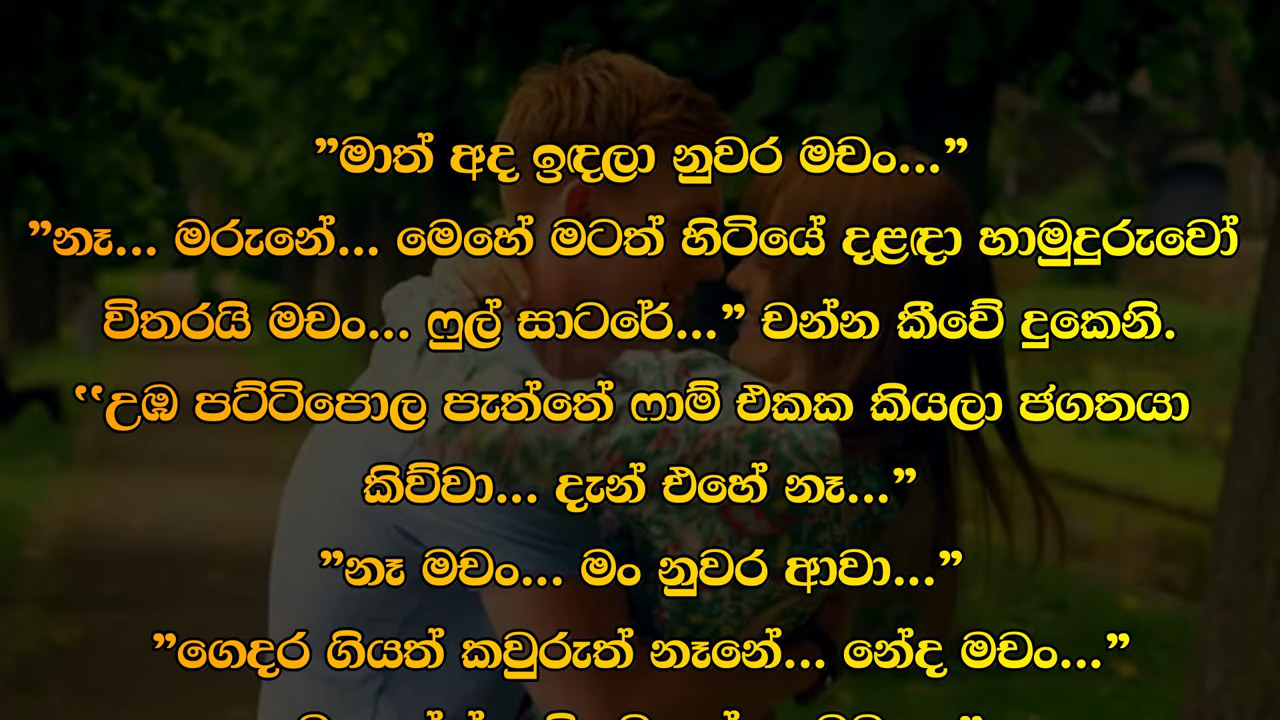 ”මාත් අද ඉඳලා නුවර මචං...”
”නෑ... මරුනේ... මෙහේ මටත් හිටියේ දළඳා හාමුදුරුවෝ
විතරයි මචං... ෆුල් සාටරේ...” චන්න කීවේ දුකෙනි.
‟උඹ පට්ටිපොල පැත්තේ ෆාම් එකක කියලා ජගතයා
කිව්වා... දැන් එහේ නෑ...”
”නෑ මචං... මං නුවර ආවා...”
”ගෙදර ගියත් කවුරුත් නෑනේ... නේද මචං...”